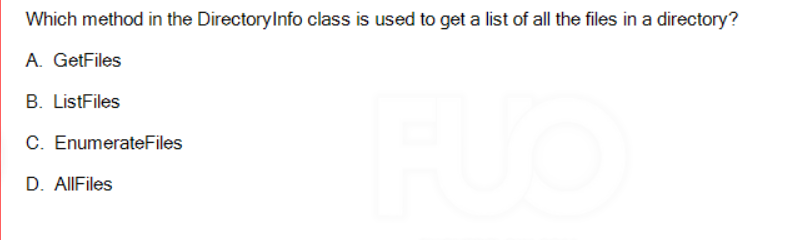 Which method in the DirectoryInfo class is used to get a list of all the files in a directory?
A. GetFiles
B. ListFiles
C. EnumerateFiles
D. AllFiles
FUO